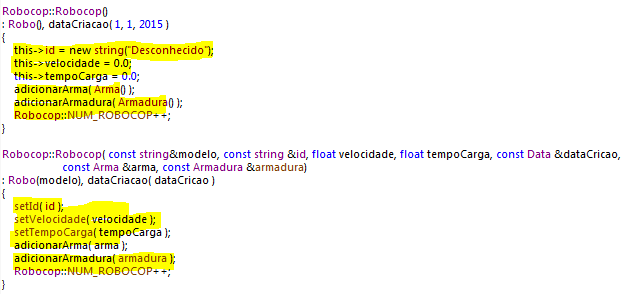 Robocop::Robocop()
: Robo(), dataCriacao( 1, 1, 2015 )
{
this->id = new string("Desconhecido");
this->velocidade = 0.0;
this->tempoCarga = 0.0;
adicionarArma( Arma() );
adicionarArmadura( Armadura() );
Robocop::NUM_ROBOCOP++;
}
Robocop::Robocop( const string&modelo, const string &id, float velocidade, float tempoCarga, const Data &dataCricao,
const Arma &arma, const Armadura &armadura)
: Robo(modelo), dataCriacao( dataCricao )
{
setId( id );
setVelocidade( velocidade );
setTempoCarga( tempoCarga );
adicionarArma( arma );
adicionarArmadura( armadura );
Robocop::NUM_ROBOCOP++;
}